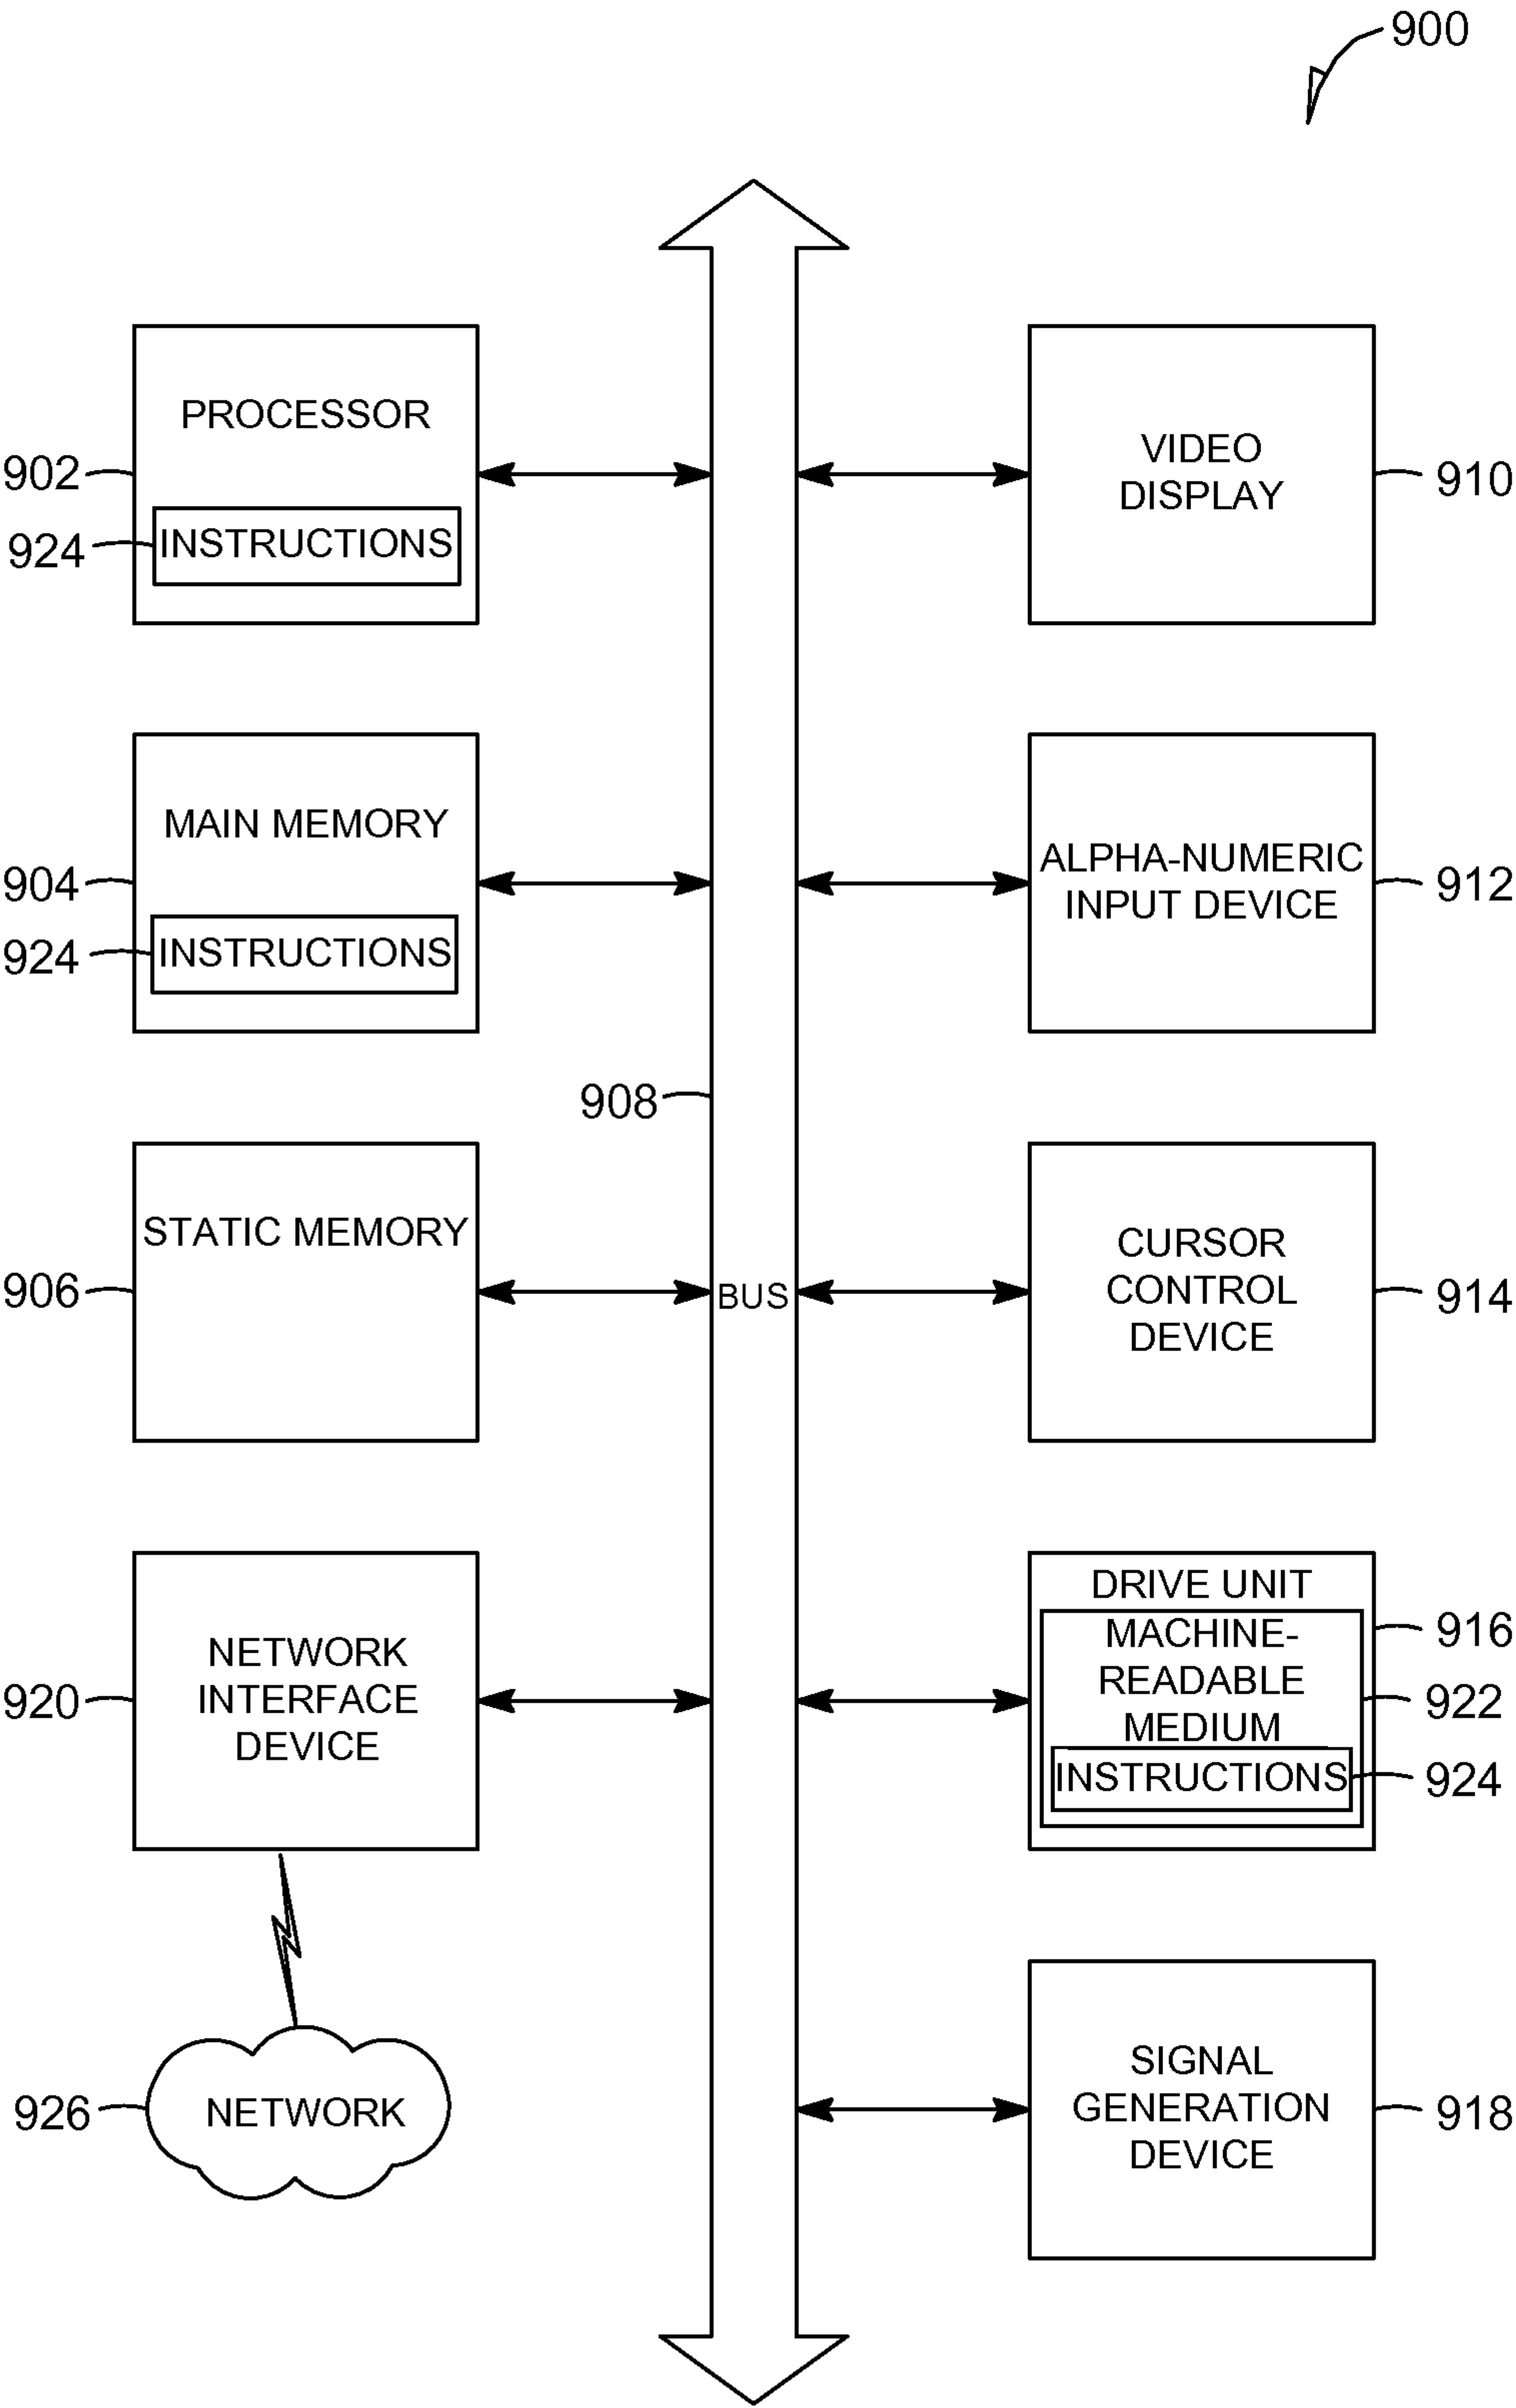 900
PROCESSOR
902
INSTRUCTIONS
924
VIDEO
DISPLAY
910
MAIN MEMORY
904
INSTRUCTIONS
924
ALPHA-NUMERIC
INPUT DEVICE
912
908
STATIC MEMORY
906
BUS
CURSOR
CONTROL
DEVICE
914
NETWORK
INTERFACE
DEVICE
920
DRIVE UNIT
916
MACHINE-
READABLE
MEDIUM
922
INSTRUCTIONS
924
NETWORK
926
SIGNAL
GENERATION
DEVICE
918